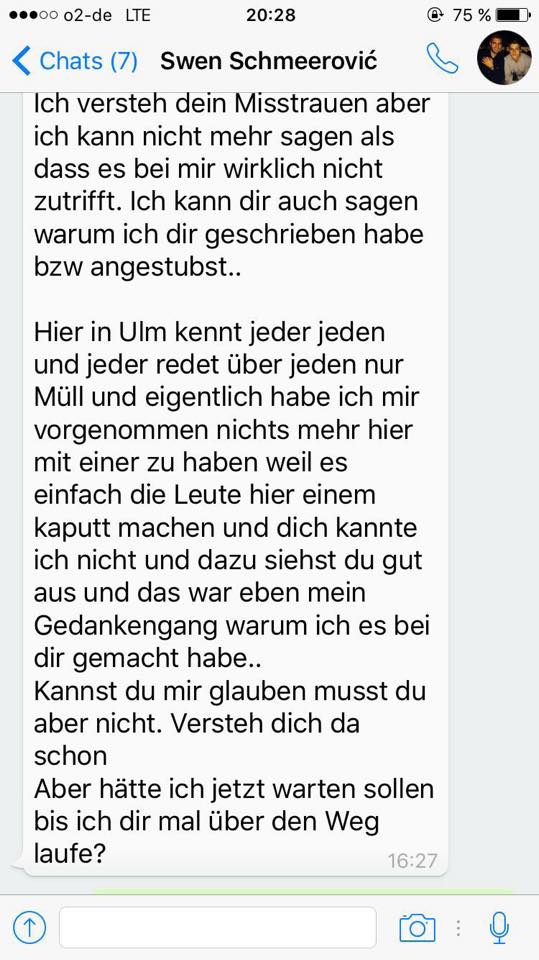 o2-de LTE 20:28 75 %
Chats (7) Swen Schmeerović
Ich versteh dein Misstrauen aber
ich kann nicht mehr sagen als
dass es bei mir wirklich nicht
zutrifft. Ich kann dir auch sagen
warum ich dir geschrieben habe
bzw angestubst..
Hier in Ulm kennt jeder jeden
und jeder redet über jeden nur
Müll und eigentlich habe ich mir
vorgenommen nichts mehr hier
mit einer zu haben weil es
einfach die Leute hier einem
kaputt machen und dich kannte
ich nicht und dazu siehst du gut
aus und das war eben mein
Gedankengang warum ich es bei
dir gemacht habe..
Kannst du mir glauben musst du
aber nicht. Versteh dich da
schon
Aber hätte ich jetzt warten sollen
bis ich dir mal über den Weg
laufe?
16:27